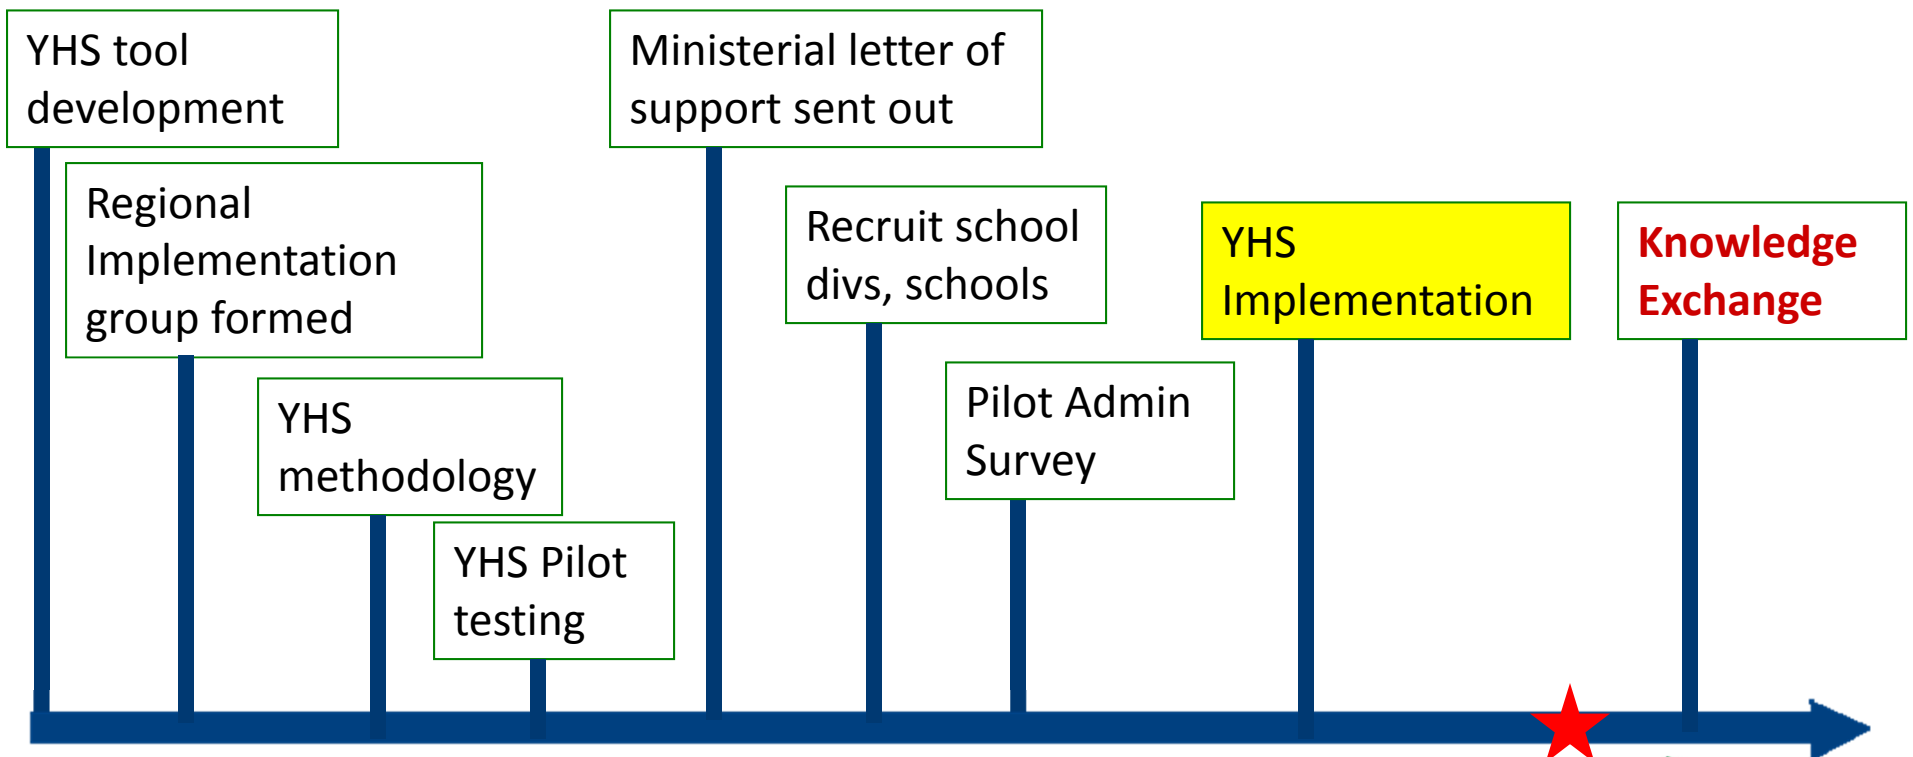 YHS tool
development
Regional
Implementation
group formed
YHS
methodology
YHS Pilot
testing
Ministerial letter of
support sent out
Recruit school
divs, schools
Pilot Admin
Survey
YHS
Implementation
Knowledge
Exchange